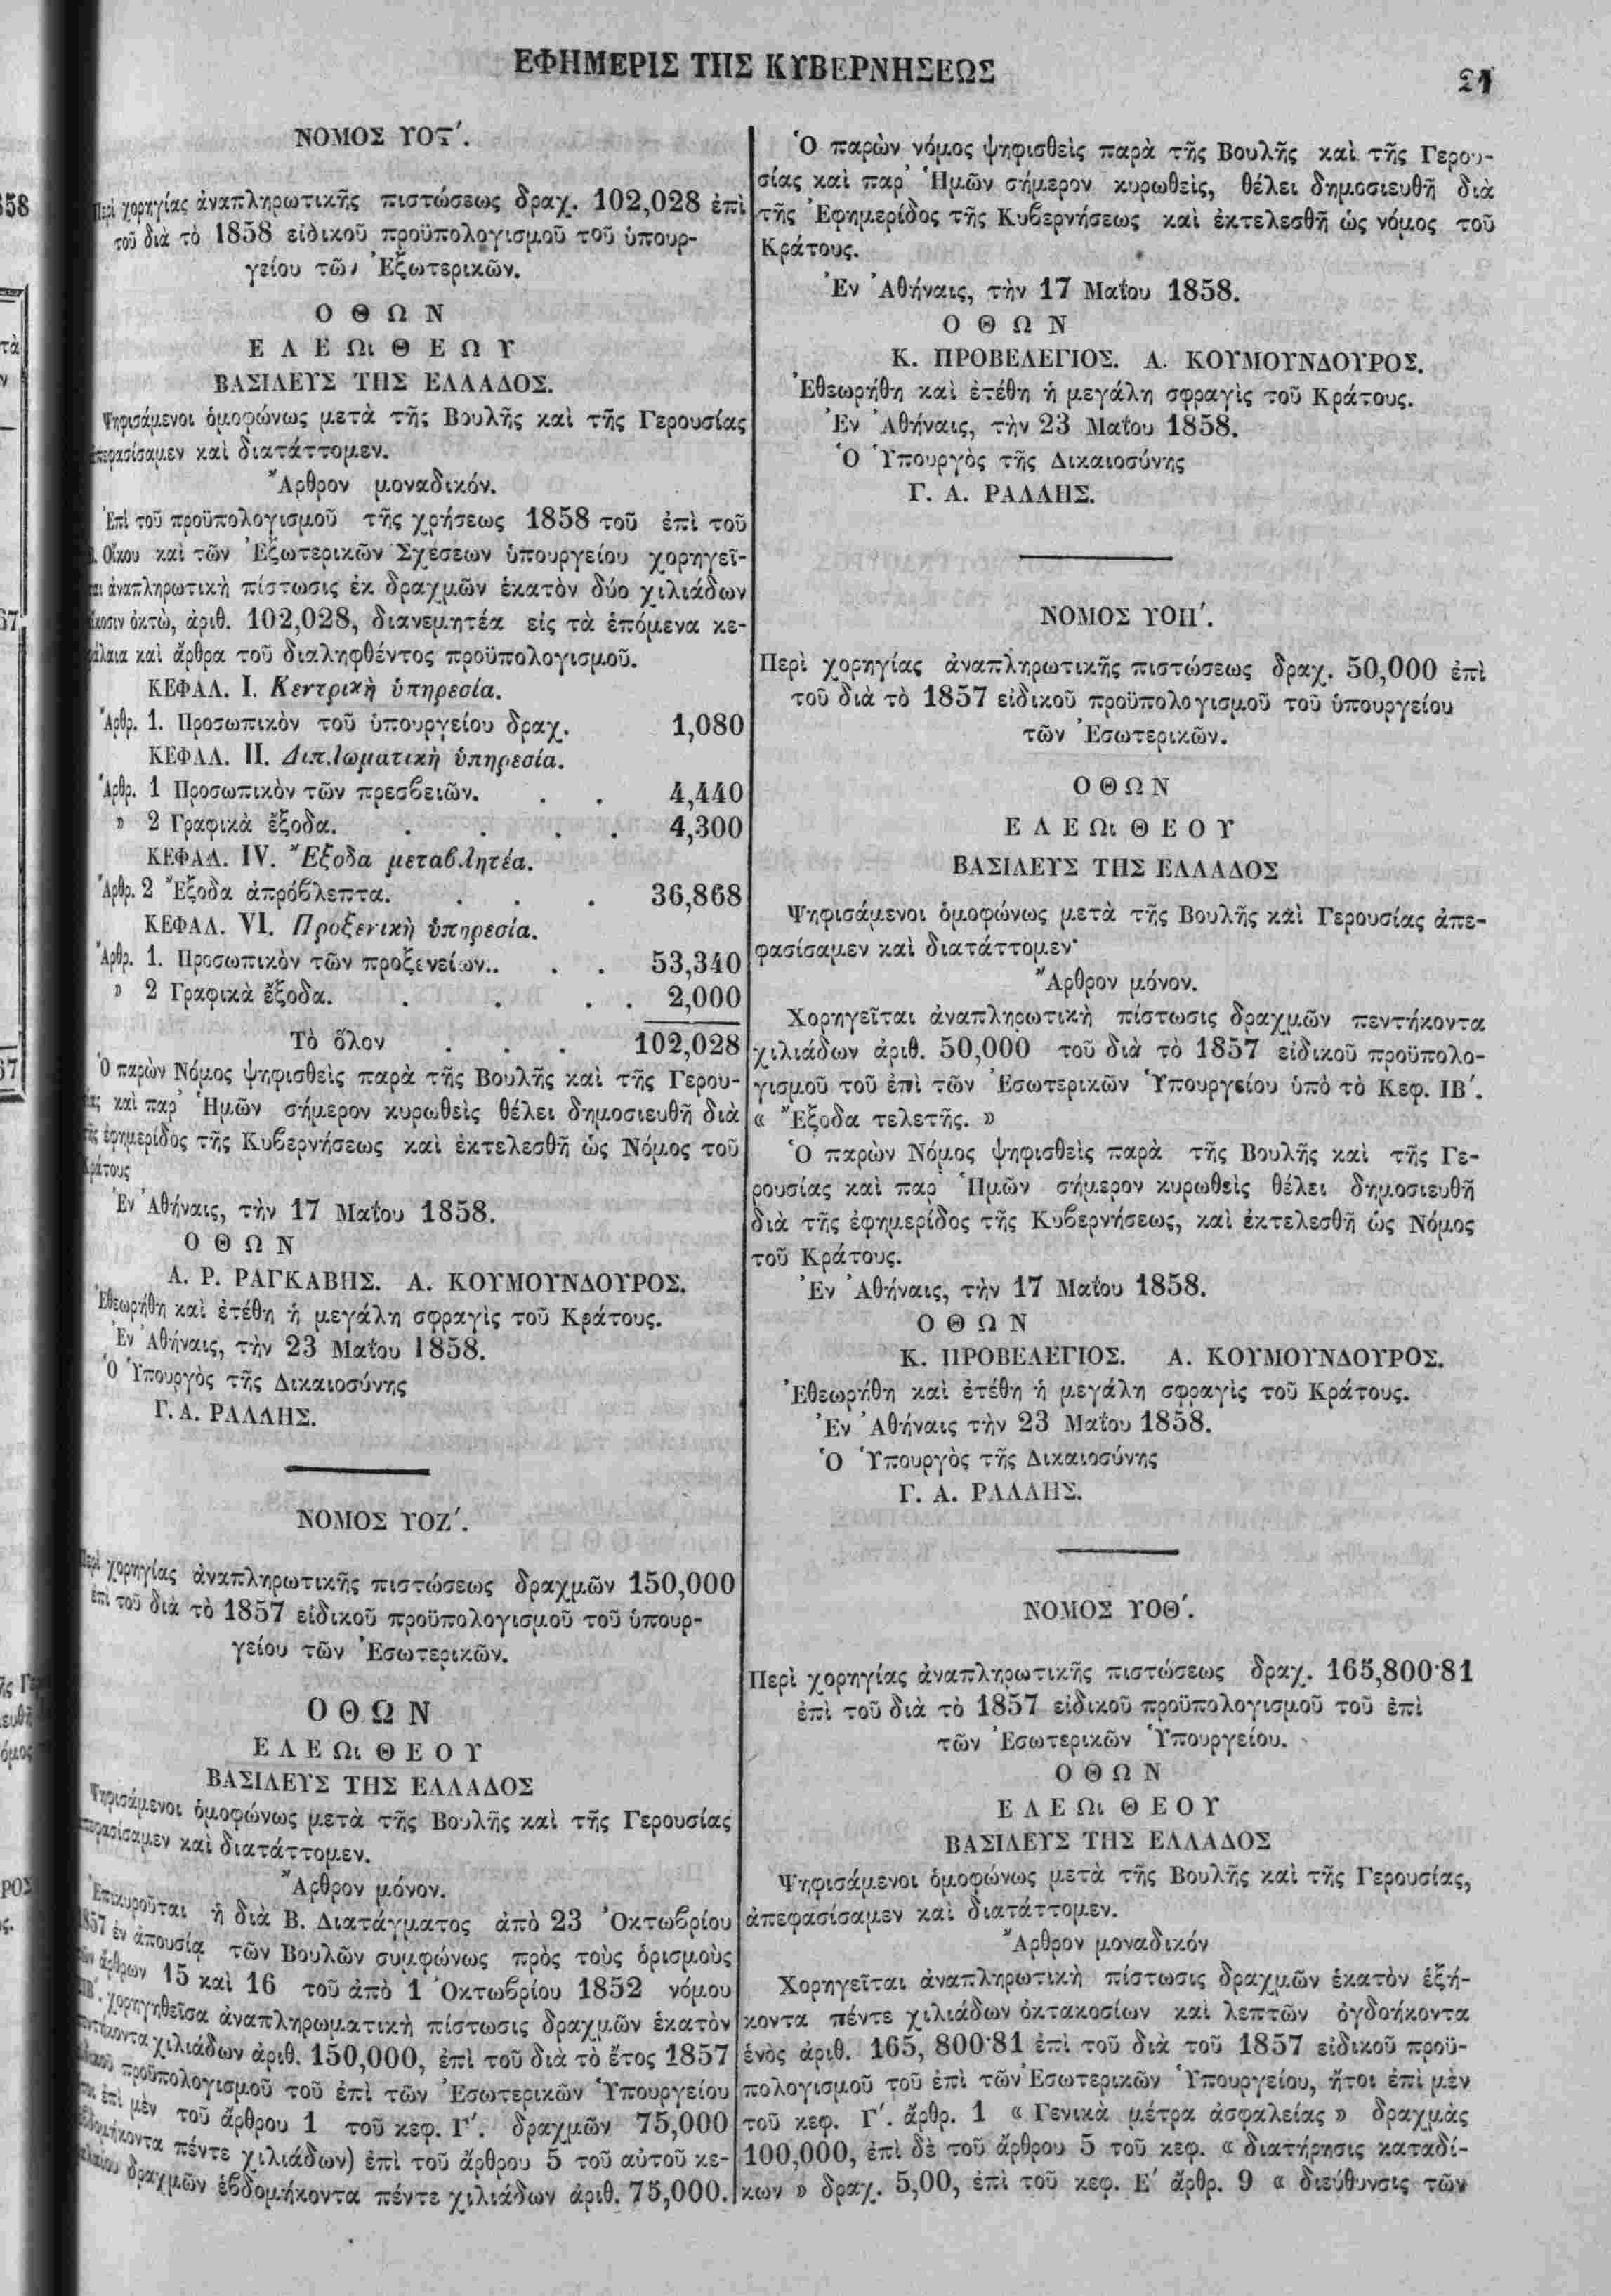 ΕΦΗΜΕΡΙΣ ΤΗΣ ΚΥΒΕΡΝΗΣΕΩΣ
21
ΝΟΜΟΣ ΥΟϚ΄.
Περὶ χορηγίας ἀναπληρωτικῆς πιστώσεως δραχ. 102,028 ἐπὶ
τοῦ διὰ τὸ 1858 εἰδικοῦ προϋπολογισμοῦ τοῦ ὑπουρ-
γείου τῶν Ἐξωτερικῶν.
Ο Θ Ω Ν
Ε Λ Ε Ωι Θ Ε Ω Υ
ΒΑΣΙΛΕΥΣ ΤΗΣ ΕΛΛΑΔΟΣ.
Ψηφισάμενοι ὁμοφώνως μετὰ τῆς Βουλῆς καὶ τῆς Γερουσίας
ἀπεφασίσαμεν καὶ διατάττομεν.
Ἄρθρον μοναδικόν.
Ἐπὶ τοῦ προϋπολογισμοῦ τῆς χρήσεως 1858 τοῦ ἐπὶ τοῦ
Β. Οἴκου καὶ τῶν Ἐξωτερικῶν Σχέσεων ὑπουργείου χορηγεῖ-
ται ἀναπληρωτικὴ πίστωσις ἐκ δραχμῶν ἑκατὸν δύο χιλιάδων
εἴκοσιν ὀκτὼ, ἀριθ. 102,028, διανεμητέα εἰς τὰ ἑπόμενα κε-
φάλαια καὶ ἄρθρα τοῦ διαληφθέντος προϋπολογισμοῦ.
ΚΕΦΑΛ. Ι. Κεντρικὴ ὑπηρεσία.
Ἄρθρ. 1. Προσωπικὸν τοῦ ὑπουργείου δραχ. 1,080
ΚΕΦΑΛ. ΙΙ. Διπλωματικὴ ὑπηρεσία.
Ἄρθρ. 1 Προσωπικὸν τῶν πρεσβειῶν. . . 4,440
» 2 Γραφικὰ ἔξοδα. . . . . 4,300
ΚΕΦΑΛ. IV. Ἔξοδα μεταβλητέα.
Ἄρθρ. 2 Ἔξοδα ἀπρόβλεπτα. . . . 36,868
ΚΕΦΑΛ. VI. Προξενικὴ ὑπηρεσία.
Ἄρθρ. 1. Προσωπικὸν τῶν προξενείων.. . . 53,340
» 2 Γραφικὰ ἔξοδα. . . . . 2,000
Τὸ ὅλον . . . 102,028
Ὁ παρὼν Νόμος ψηφισθεὶς παρὰ τῆς Βουλῆς καὶ τῆς Γερου-
σίας καὶ παρ' Ἡμῶν σήμερον κυρωθεὶς θέλει δημοσιευθῆ διὰ
τῆς ἐφημερίδος τῆς Κυβερνήσεως καὶ ἐκτελεσθῆ ὡς Νόμος τοῦ
Κράτους
Ἐν Ἀθήναις, τὴν 17 Μαΐου 1858.
Ο Θ Ω Ν
Α. Ρ. ΡΑΓΚΑΒΗΣ. Α. ΚΟΥΜΟΥΝΔΟΥΡΟΣ.
Ἐθεωρήθη καὶ ἐτέθη ἡ μεγάλη σφραγὶς τοῦ Κράτους.
Ἐν Ἀθήναις, τὴν 23 Μαΐου 1858.
Ὁ Ὑπουργὸς τῆς Δικαιοσύνης
Γ. Α. ΡΑΛΛΗΣ.
ΝΟΜΟΣ ΥΟΖ΄.
Περὶ χορηγίας ἀναπληρωτικῆς πιστώσεως δραχμῶν 150,000
ἐπὶ τοῦ διὰ τὸ 1857 εἰδικοῦ προϋπολογισμοῦ τοῦ ὑπουρ-
γείου τῶν Ἐσωτερικῶν.
Ο Θ Ω Ν
Ε Λ Ε Ωι Θ Ε Ο Υ
ΒΑΣΙΛΕΥΣ ΤΗΣ ΕΛΛΑΔΟΣ
Ψηφισάμενοι ὁμοφώνως μετὰ τῆς Βουλῆς καὶ τῆς Γερουσίας
ἀπεφασίσαμεν καὶ διατάττομεν.
Ἄρθρον μόνον.
Ἐπικυροῦται ἡ διὰ Β. Διατάγματος ἀπὸ 23 Ὀκτωβρίου
1857 ἐν ἀπουσίᾳ τῶν Βουλῶν συμφώνως πρὸς τοὺς ὁρισμοὺς
τῶν ἄρθρων 15 καὶ 16 τοῦ ἀπὸ 1 Ὀκτωβρίου 1852 νόμου
ΠΒ΄. χορηγηθεῖσα ἀναπληρωματικὴ πίστωσις δραχμῶν ἑκατὸν
πεντήκοντα χιλιάδων ἀριθ. 150,000, ἐπὶ τοῦ διὰ τὸ ἔτος 1857
εἰδικοῦ προϋπολογισμοῦ τοῦ ἐπὶ τῶν Ἐσωτερικῶν Ὑπουργείου
ἤτοι ἐπὶ μὲν τοῦ ἄρθρου 1 τοῦ κεφ. Γ΄. δραχμῶν 75,000
ἑβδομήκοντα πέντε χιλιάδων) ἐπὶ τοῦ ἄρθρου 5 τοῦ αὐτοῦ κε-
φαλαίου δραχμῶν ἑβδομήκοντα πέντε χιλιάδων ἀριθ. 75,000.
Ὁ παρὼν νόμος ψηφισθεὶς παρὰ τῆς Βουλῆς καὶ τῆς Γερου-
σίας καὶ παρ' Ἡμῶν σήμερον κυρωθεὶς, θέλει δημοσιευθῆ διὰ
τῆς Ἐφημερίδος τῆς Κυβερνήσεως καὶ ἐκτελεσθῆ ὡς νόμος τοῦ
Κράτους.
Ἐν Ἀθήναις, τὴν 17 Μαΐου 1858.
Ο Θ Ω Ν
Κ. ΠΡΟΒΕΛΕΓΙΟΣ. Α. ΚΟΥΜΟΥΝΔΟΥΡΟΣ.
Ἐθεωρήθη καὶ ἐτέθη ἡ μεγάλη σφραγὶς τοῦ Κράτους.
Ἐν Ἀθήναις, τὴν 23 Μαΐου 1858.
Ὁ Ὑπουργὸς τῆς Δικαιοσύνης
Γ. Α. ΡΑΛΛΗΣ.
ΝΟΜΟΣ ΥΟΗ΄.
Περὶ χορηγίας ἀναπληρωτικῆς πιστώσεως δραχ. 50,000 ἐπὶ
τοῦ διὰ τὸ 1857 εἰδικοῦ προϋπολογισμοῦ τοῦ ὑπουργείου
τῶν Ἐσωτερικῶν.
Ο Θ Ω Ν
Ε Λ Ε Ωι Θ Ε Ο Υ
ΒΑΣΙΛΕΥΣ ΤΗΣ ΕΛΛΑΔΟΣ
Ψηφισάμενοι ὁμοφώνως μετὰ τῆς Βουλῆς καὶ Γερουσίας ἀπε-
φασίσαμεν καὶ διατάττομεν·
Ἄρθρον μόνον.
Χορηγεῖται ἀναπληρωτικὴ πίστωσις δραχμῶν πεντήκοντα
χιλιάδων ἀριθ. 50,000 τοῦ διὰ τὸ 1857 εἰδικοῦ προϋπολο-
γισμοῦ τοῦ ἐπὶ τῶν Ἐσωτερικῶν Ὑπουργείου ὑπὸ τὸ Κεφ. ΙΒ΄.
« Ἔξοδα τελετῆς. »
Ὁ παρὼν Νόμος ψηφισθεὶς παρὰ τῆς Βουλῆς καὶ τῆς Γε-
ρουσίας καὶ παρ Ἡμῶν σήμερον κυρωθεὶς θέλει δημοσιευθῆ
διὰ τῆς ἐφημερίδος τῆς Κυβερνήσεως, καὶ ἐκτελεσθῆ ὡς Νόμος
τοῦ Κράτους.
Ἐν Ἀθήναις, τὴν 17 Μαΐου 1858.
Ο Θ Ω Ν
Κ. ΠΡΟΒΕΛΕΓΙΟΣ. Α. ΚΟΥΜΟΥΝΔΟΥΡΟΣ.
Ἐθεωρήθη καὶ ἐτέθη ἡ μεγάλη σφραγὶς τοῦ Κράτους.
Ἐν Ἀθήναις τὴν 23 Μαΐου 1858.
Ὁ Ὑπουργὸς τῆς Δικαιοσύνης
Γ. Α. ΡΑΛΛΗΣ.
ΝΟΜΟΣ ΥΟΘ΄.
Περὶ χορηγίας ἀναπληρωτικῆς πιστώσεως δραχ. 165,800·81
ἐπὶ τοῦ διὰ τὸ 1857 εἰδικοῦ προϋπολογισμοῦ τοῦ ἐπὶ
τῶν Ἐσωτερικῶν Ὑπουργείου.
Ο Θ Ω Ν
Ε Λ Ε Ωι Θ Ε Ο Υ
ΒΑΣΙΛΕΥΣ ΤΗΣ ΕΛΛΑΔΟΣ
Ψηφισάμενοι ὁμοφώνως μετὰ τῆς Βουλῆς καὶ τῆς Γερουσίας,
ἀπεφασίσαμεν καὶ διατάττομεν.
Ἄρθρον μοναδικόν
Χορηγεῖται ἀναπληρωτικὴ πίστωσις δραχμῶν ἑκατὸν ἑξή-
κοντα πέντε χιλιάδων ὀκτακοσίων καὶ λεπτῶν ὀγδοήκοντα
ἑνὸς ἀριθ. 165, 800·81 ἐπὶ τοῦ διὰ τοῦ 1857 εἰδικοῦ προϋ-
πολογισμοῦ τοῦ ἐπὶ τῶν Ἐσωτερικῶν Ὑπουργείου, ἤτοι ἐπὶ μὲν
τοῦ κεφ. Γ΄. ἄρθρ. 1 « Γενικὰ μέτρα ἀσφαλείας » δραχμὰς
100,000, ἐπὶ δὲ τοῦ ἄρθρου 5 τοῦ κεφ. « διατήρησις καταδί-
κων » δραχ. 5,00, ἐπὶ τοῦ κεφ. Ε΄ ἄρθρ. 9 « διεύθυνσις τῶν